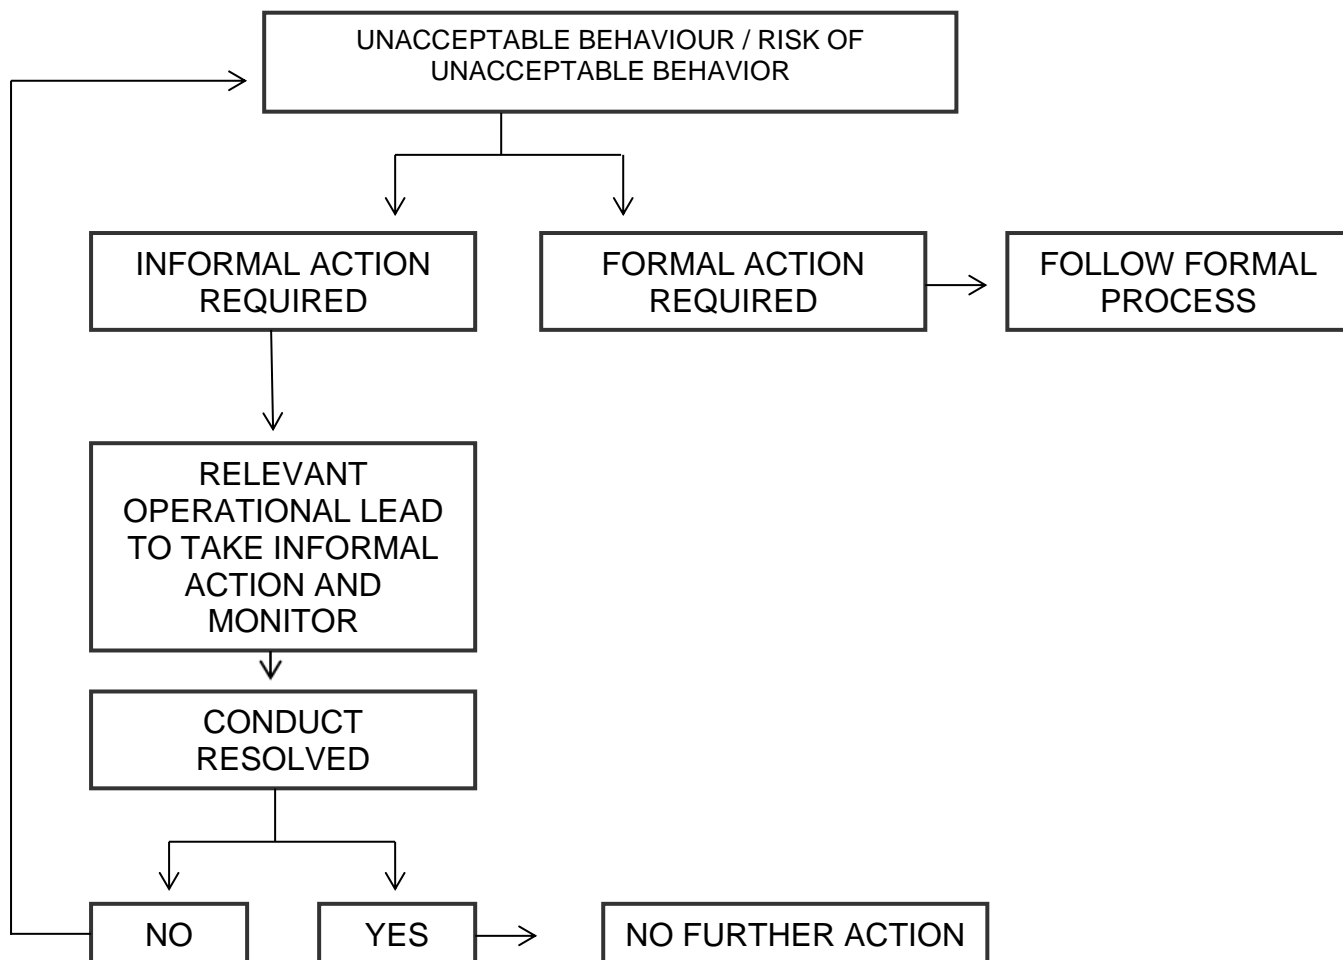 UNACCEPTABLE BEHAVIOUR / RISK OF
UNACCEPTABLE BEHAVIOR
INFORMAL ACTION
REQUIRED
FORMAL ACTION
REQUIRED
FOLLOW FORMAL
PROCESS
RELEVANT
OPERATIONAL LEAD
TO TAKE INFORMAL
ACTION AND
MONITOR
CONDUCT
RESOLVED
NO
YES
NO FURTHER ACTION